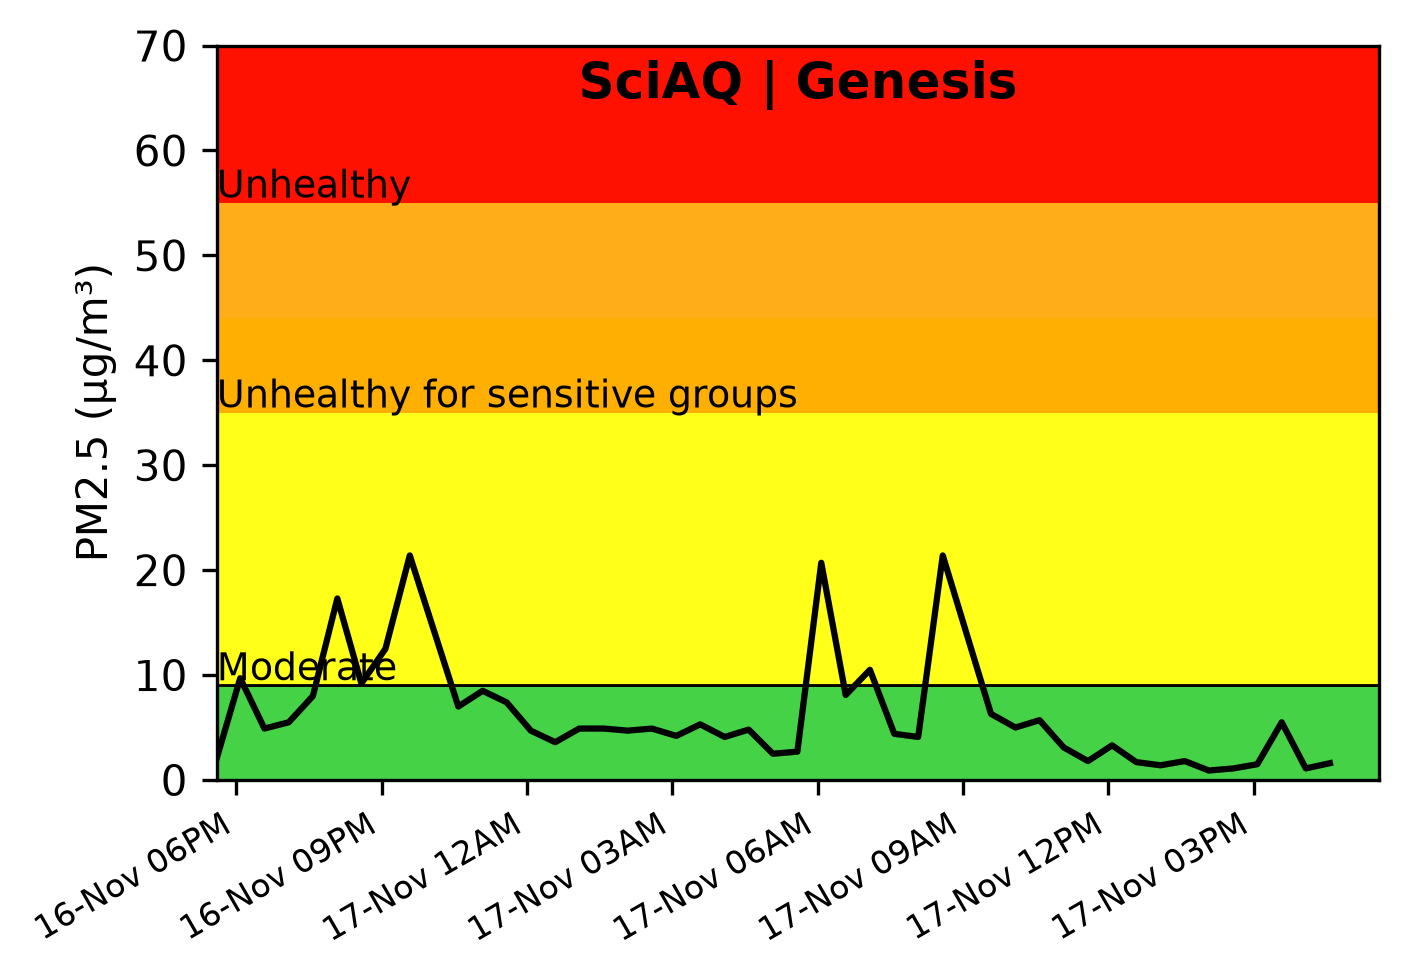 SciAQ | Genesis
PM2.5 (µg/m³)
70
60
50
40
30
20
10
0
Unhealthy
Unhealthy for sensitive groups
Moderate
16-Nov 06PM
16-Nov 09PM
17-Nov 12AM
17-Nov 03AM
17-Nov 06AM
17-Nov 09AM
17-Nov 12PM
17-Nov 03PM